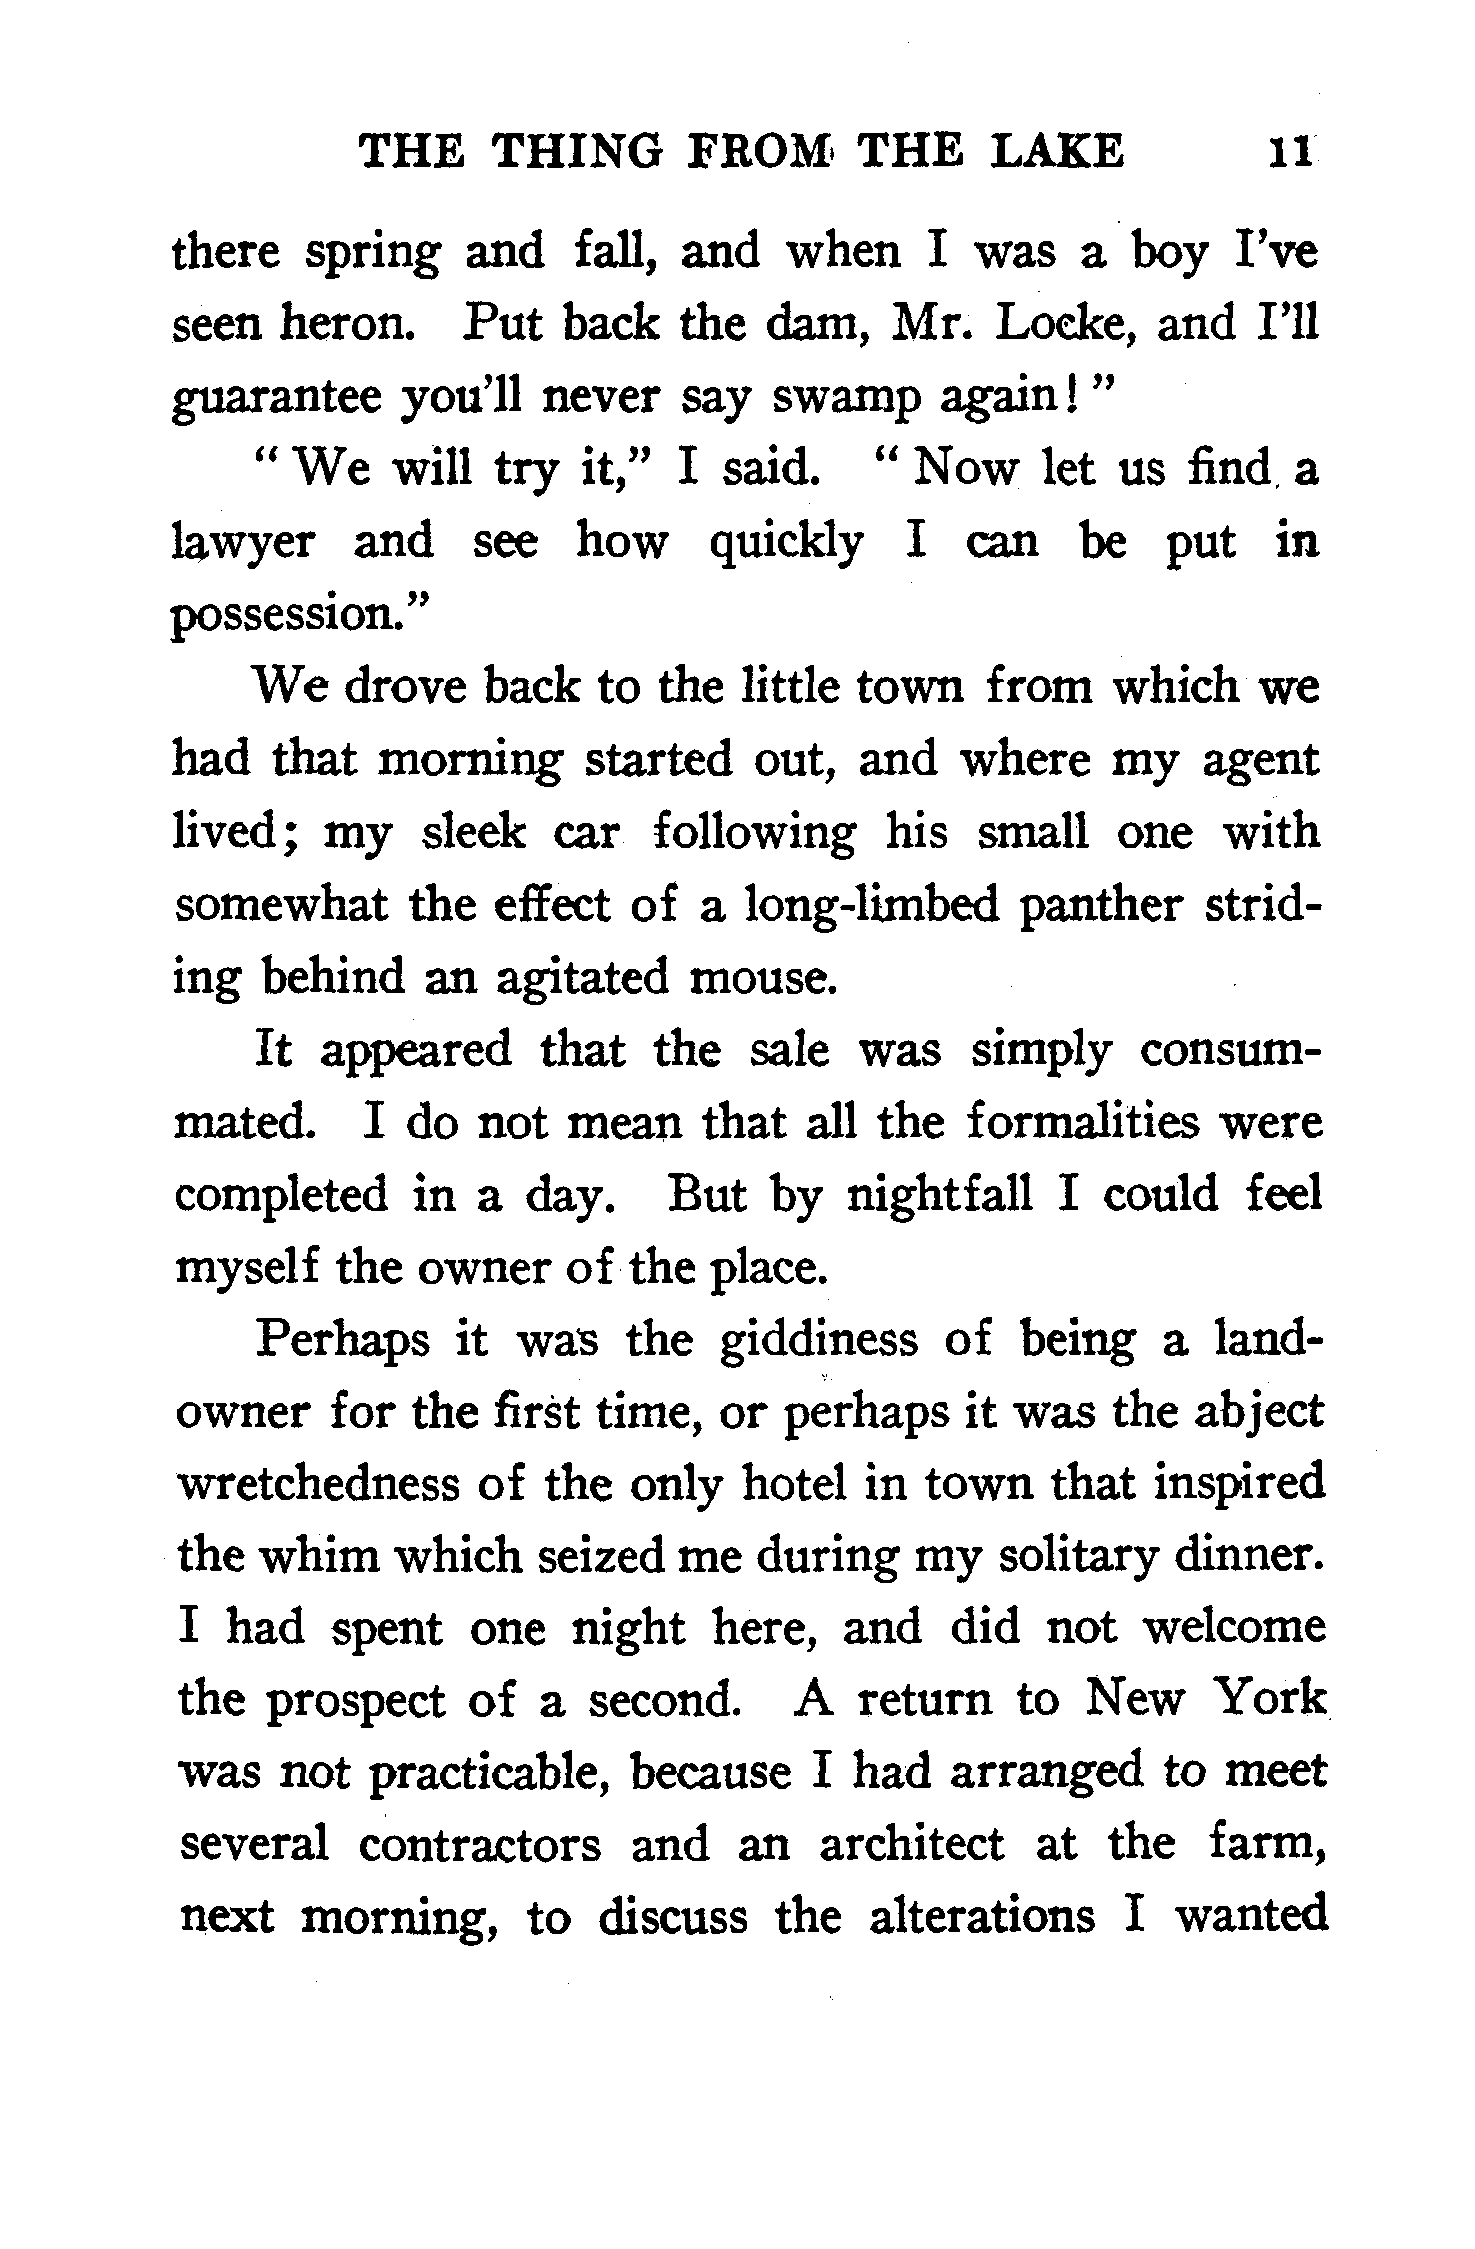 THE THING FROM THE LAKE 11
there spring and fall, and when I was a boy I've
seen heron. Put back the dam, Mr. Locke, and I'll
guarantee you'll never say swamp again!"
"We will try it," I said. "Now let us find a
lawyer and see how quickly I can be put in
possession."
We drove back to the little town from which we
had that morning started out, and where my agent
lived; my sleek car following his small one with
somewhat the effect of a long-limbed panther strid-
ing behind an agitated mouse.
It appeared that the sale was simply consum-
mated. I do not mean that all the formalities were
completed in a day. But by nightfall I could feel
myself the owner of the place.
Perhaps it was the giddiness of being a land-
owner for the first time, or perhaps it was the abject
wretchedness of the only hotel in town that inspired
the whim which seized me during my solitary dinner.
I had spent one night here, and did not welcome
the prospect of a second. A return to New York
was not practicable, because I had arranged to meet
several contractors and an architect at the farm,
next morning, to discuss the alterations I wanted